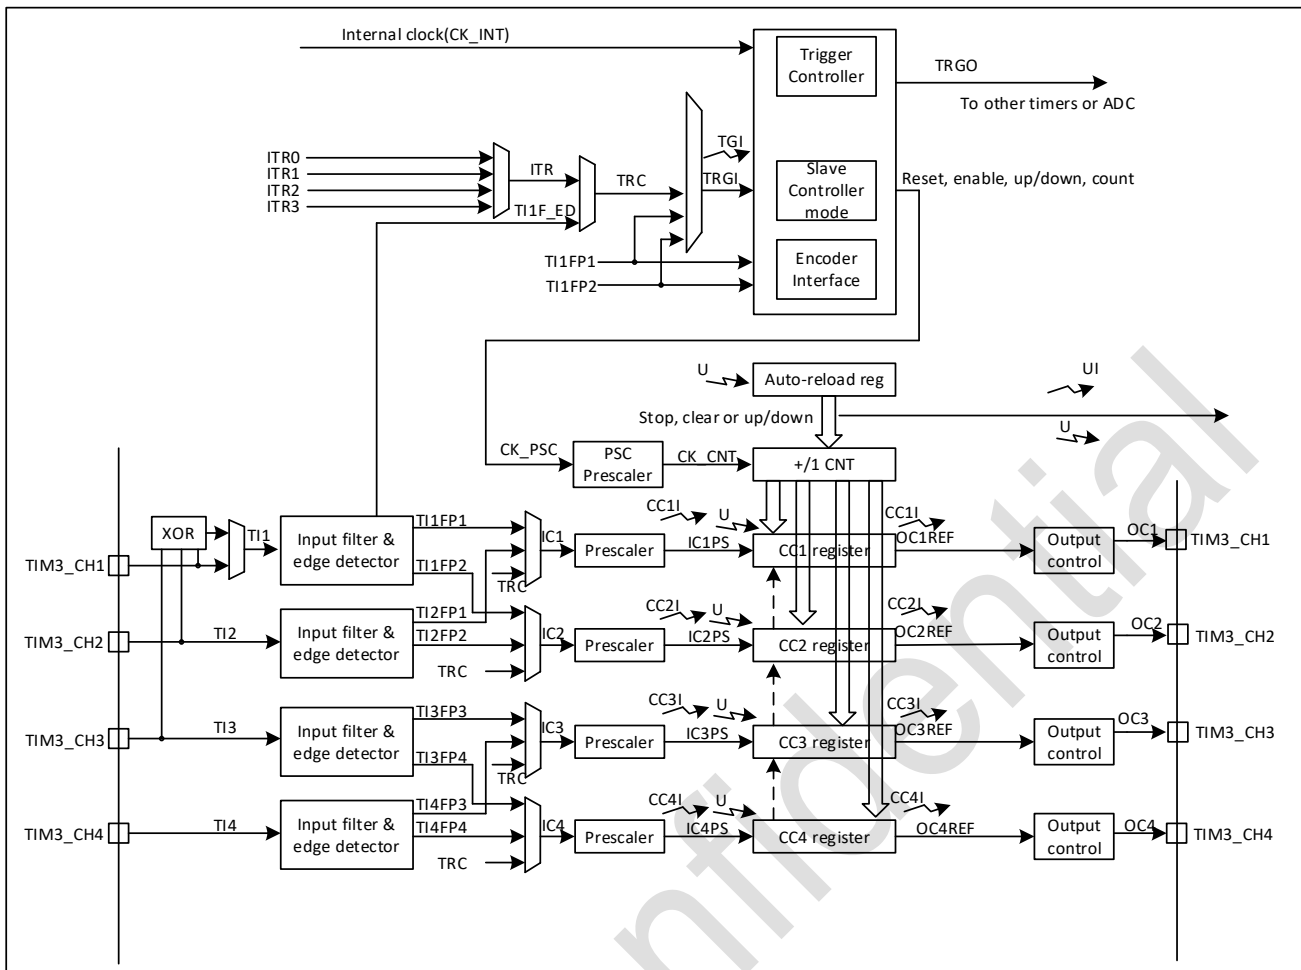 Internal clock(CK_INT)
Trigger
Controller
TRGO
To other timers or ADC
TGI
ITR0
ITR1
ITR2
ITR3
ITR
TRC
TRGI
TI1F_ED
Slave
Controller
mode
Reset, enable, up/down, count
TI1FP1
TI1FP2
Encoder
Interface
U
Auto-reload reg
UI
Stop, clear or up/down
U
CK_PSC
PSC
Prescaler
CK_CNT
+/1 CNT
XOR
TI1
Input filter &
edge detector
TI1FP1
TI1FP2
TRC
IC1
Prescaler
CC1I
U
IC1PS
CC1 register
CC1I
OC1REF
Output
control
OC1
TIM3_CH1
TIM3_CH1
TIM3_CH2
TI2
Input filter &
edge detector
TI2FP1
TI2FP2
TRC
IC2
Prescaler
CC2I
U
IC2PS
CC2 register
CC2I
OC2REF
Output
control
OC2
TIM3_CH2
TIM3_CH3
TI3
Input filter &
edge detector
TI3FP3
TI3FP4
TRC
IC3
Prescaler
CC3I
U
IC3PS
CC3 register
CC3I
OC3REF
Output
control
OC3
TIM3_CH3
TIM3_CH4
TI4
Input filter &
edge detector
TI4FP3
TI4FP4
TRC
IC4
Prescaler
CC4I
U
IC4PS
CC4 register
CC4I
OC4REF
Output
control
OC4
TIM3_CH4
nfidential